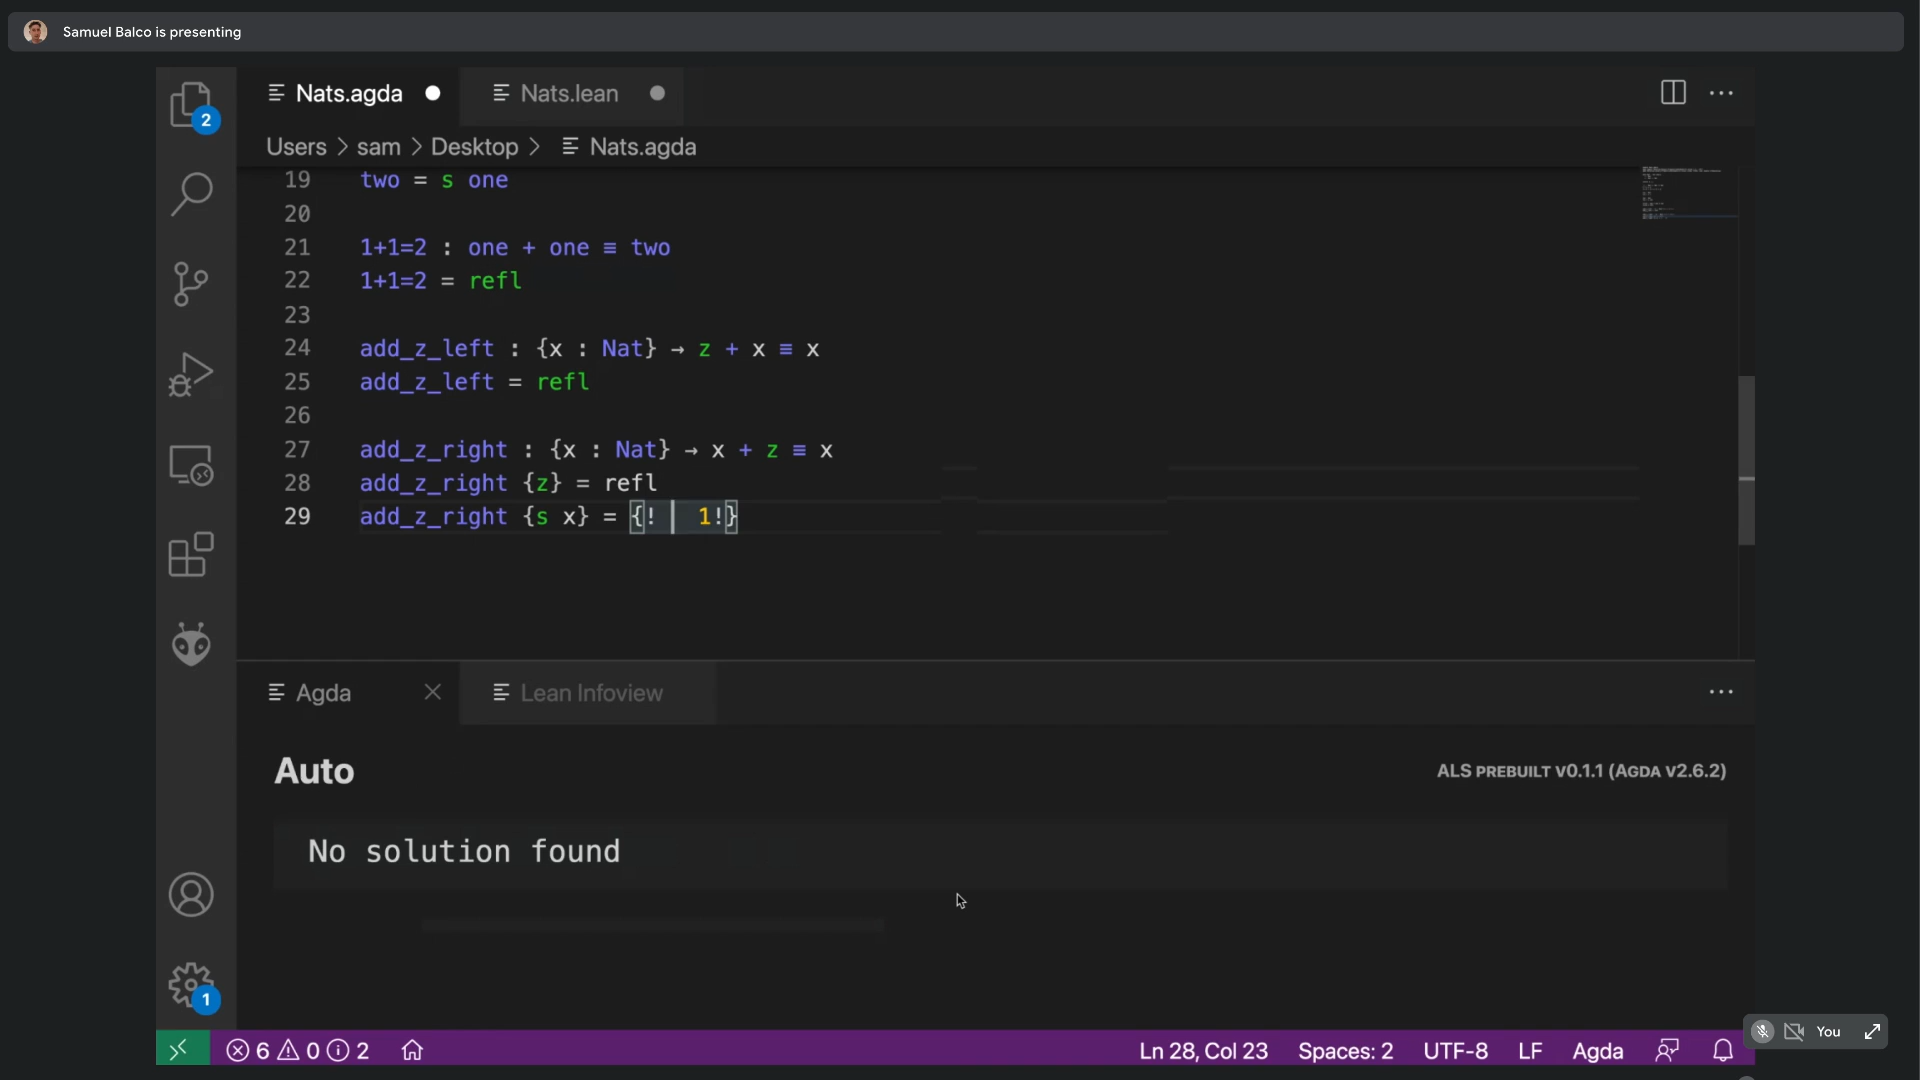 Samuel Balco is presenting
2
Nats.agda
Nats.lean
Users > sam > Desktop > Nats.agda
19 two = s one
20
21 1+1=2 : one + one ≡ two
22 1+1=2 = refl
23
24 add_z_left : {x : Nat} → z + x ≡ x
25 add_z_left = refl
26
27 add_z_right : {x : Nat} → x + z ≡ x
28 add_z_right {z} = refl
29 add_z_right {s x} = {! 1!}
Agda
Lean Infoview
Auto
ALS PREBUILT V0.1.1 (AGDA V2.6.2)
No solution found
1
6 0 2
Ln 28, Col 23
Spaces: 2
UTF-8
LF
Agda
You